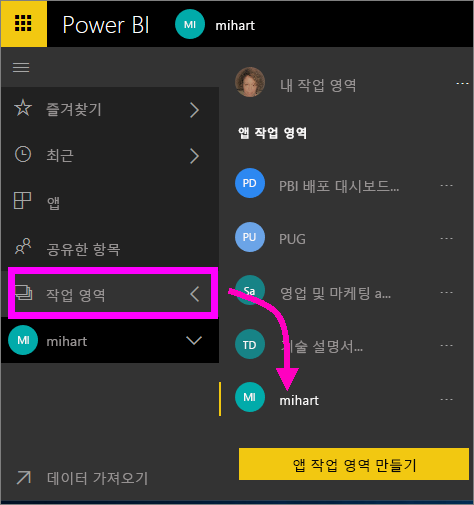 Power BI
MI
mihart
내 작업 영역
즐겨찾기
앱 작업 영역
최근
PD
PBI 배포 대시보드...
앱
PU
PUG
공유한 항목
작업 영역
Sa
영업 및 마케팅 a...
MI
mihart
TD
기술 설명서...
MI
mihart
앱 작업 영역 만들기
데이터 가져오기